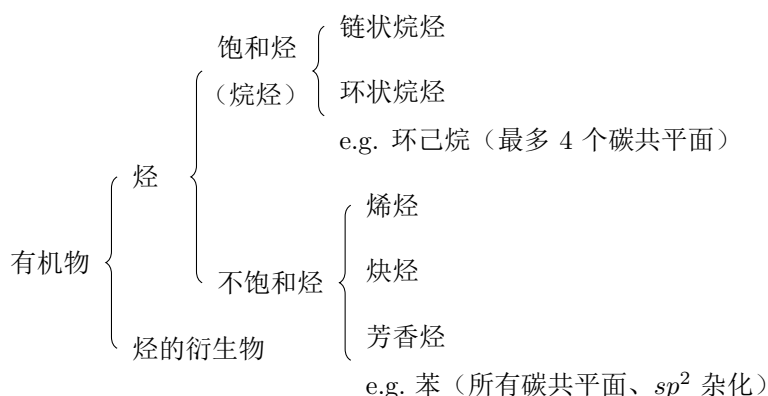 有机物
烃
饱和烃
（烷烃）
链状烷烃
环状烷烃
e.g. 环己烷（最多 4 个碳共平面）
不饱和烃
烯烃
炔烃
芳香烃
e.g. 苯（所有碳共平面、sp² 杂化）
烃的衍生物